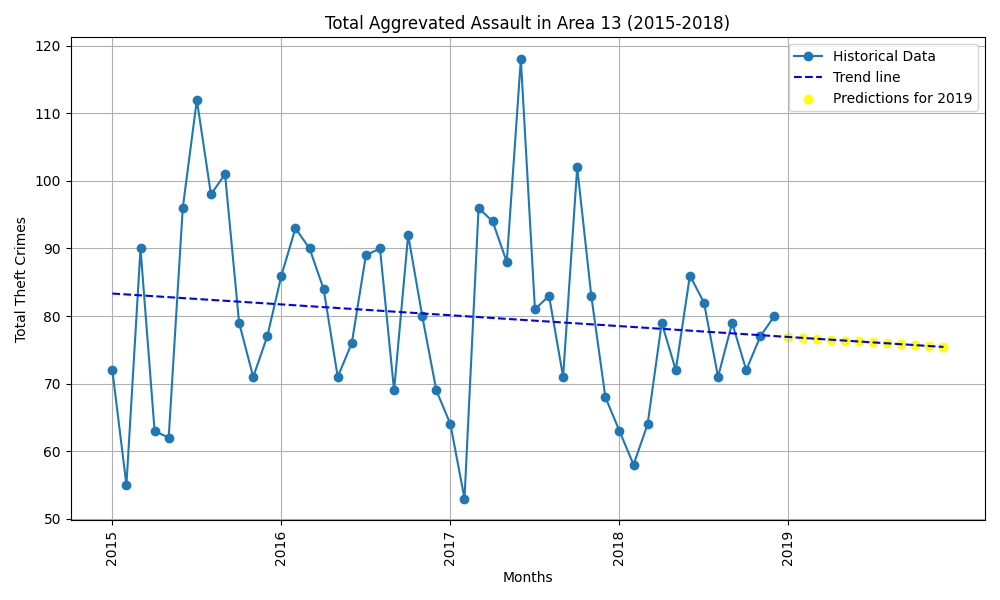 Total Aggrevated Assault in Area 13 (2015-2018)
Historical Data
Trend line
Predictions for 2019
Total Theft Crimes
120
110
100
90
80
70
60
50
2015
2016
2017
2018
2019
Months